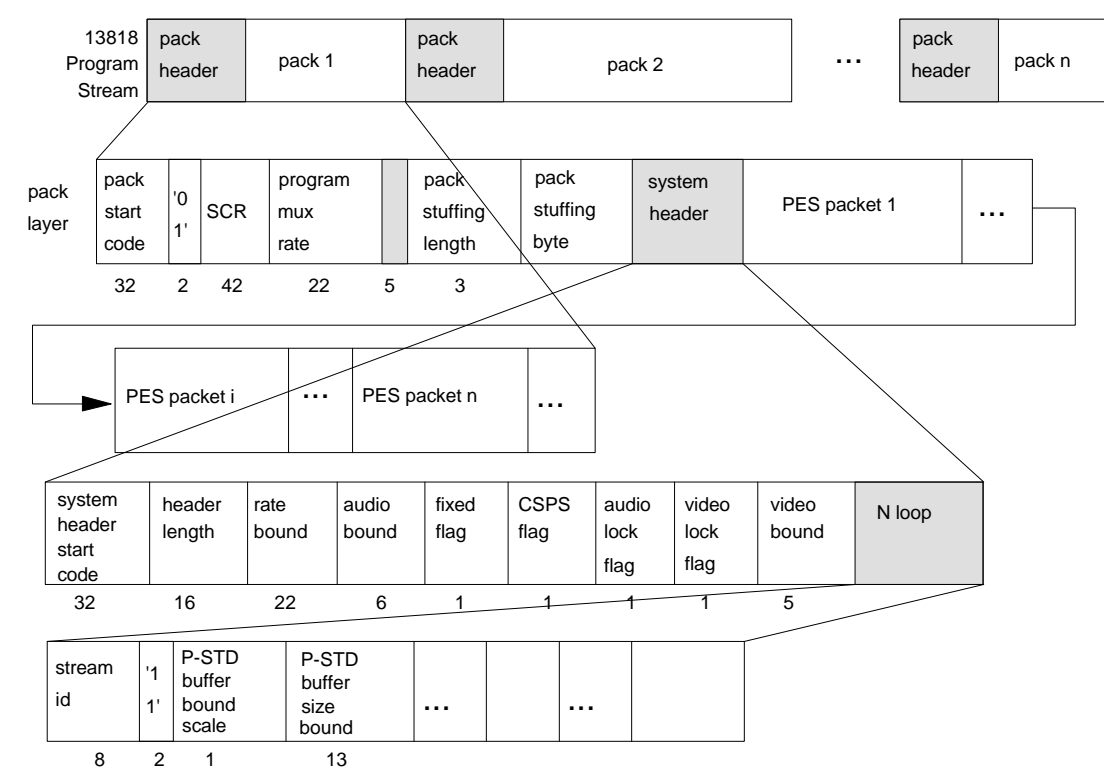 13818
Program
Stream
pack
header
pack 1
pack
header
pack 2
...
pack
header
pack n
pack
layer
pack
start
code
'0
1'
SCR
program
mux
rate
pack
stuffing
length
pack
stuffing
byte
system
header
PES packet 1
...
32 2 42 22 5 3
PES packet i
...
PES packet n
...
system
header
start
code
header
length
rate
bound
audio
bound
fixed
flag
CSPS
flag
audio
lock
flag
video
lock
flag
video
bound
N loop
32 16 22 6 1 1 1 1 5
stream
id
'1
1'
P-STD
buffer
bound
scale
P-STD
buffer
size
bound
...
...
8 2 1 13